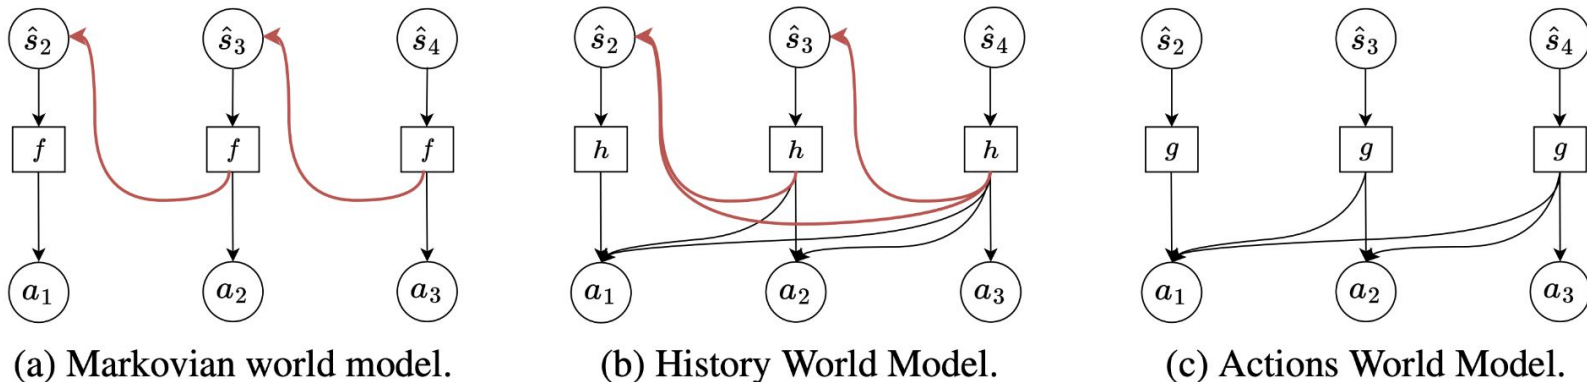 ŝ₂ ŝ₃ ŝ₄
f f f
a₁ a₂ a₃
(a) Markovian world model.
ŝ₂ ŝ₃ ŝ₄
h h h
a₁ a₂ a₃
(b) History World Model.
ŝ₂ ŝ₃ ŝ₄
g g g
a₁ a₂ a₃
(c) Actions World Model.